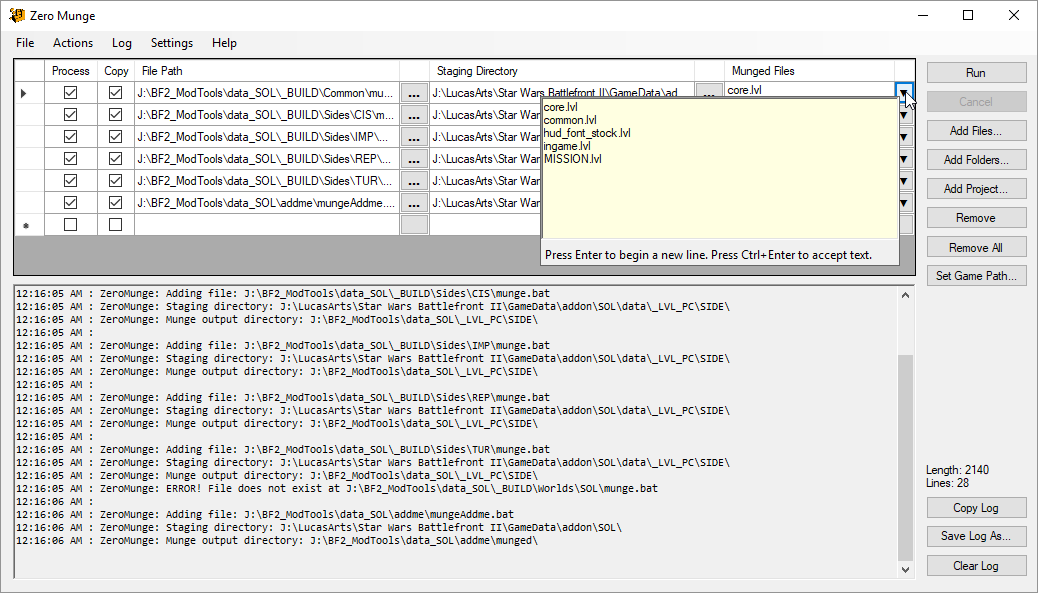 Zero Munge
File Actions Log Settings Help
Process Copy File Path Staging Directory Munged Files
J:\BF2_ModTools\data_SOL\_BUILD\Common\mu... ... J:\LucasArts\Star Wars Battlefront II\GameData\ad... ... core.lvl
J:\BF2_ModTools\data_SOL\_BUILD\Sides\CIS\m... ... J:\LucasArts\Star Wars
J:\BF2_ModTools\data_SOL\_BUILD\Sides\IMP\... ... J:\LucasArts\Star Wars
J:\BF2_ModTools\data_SOL\_BUILD\Sides\REP\... ... J:\LucasArts\Star Wars
J:\BF2_ModTools\data_SOL\_BUILD\Sides\TUR\... ... J:\LucasArts\Star Wars
J:\BF2_ModTools\data_SOL\addme\mungeAddme.... ... J:\LucasArts\Star Wars
core.lvl
common.lvl
hud_font_stock.lvl
ingame.lvl
MISSION.lvl
Press Enter to begin a new line. Press Ctrl+Enter to accept text.
Run
Cancel
Add Files...
Add Folders...
Add Project...
Remove
Remove All
Set Game Path...
12:16:05 AM : ZeroMunge: Adding file: J:\BF2_ModTools\data_SOL\_BUILD\Sides\CIS\munge.bat
12:16:05 AM : ZeroMunge: Staging directory: J:\LucasArts\Star Wars Battlefront II\GameData\addon\SOL\data\_LVL_PC\SIDE\
12:16:05 AM : ZeroMunge: Munge output directory: J:\BF2_ModTools\data_SOL\_LVL_PC\SIDE\
12:16:05 AM :
12:16:05 AM : ZeroMunge: Adding file: J:\BF2_ModTools\data_SOL\_BUILD\Sides\IMP\munge.bat
12:16:05 AM : ZeroMunge: Staging directory: J:\LucasArts\Star Wars Battlefront II\GameData\addon\SOL\data\_LVL_PC\SIDE\
12:16:05 AM : ZeroMunge: Munge output directory: J:\BF2_ModTools\data_SOL\_LVL_PC\SIDE\
12:16:05 AM :
12:16:05 AM : ZeroMunge: Adding file: J:\BF2_ModTools\data_SOL\_BUILD\Sides\REP\munge.bat
12:16:05 AM : ZeroMunge: Staging directory: J:\LucasArts\Star Wars Battlefront II\GameData\addon\SOL\data\_LVL_PC\SIDE\
12:16:05 AM : ZeroMunge: Munge output directory: J:\BF2_ModTools\data_SOL\_LVL_PC\SIDE\
12:16:05 AM :
12:16:05 AM : ZeroMunge: Adding file: J:\BF2_ModTools\data_SOL\_BUILD\Sides\TUR\munge.bat
12:16:05 AM : ZeroMunge: Staging directory: J:\LucasArts\Star Wars Battlefront II\GameData\addon\SOL\data\_LVL_PC\SIDE\
12:16:05 AM : ZeroMunge: Munge output directory: J:\BF2_ModTools\data_SOL\_LVL_PC\SIDE\
12:16:05 AM : ZeroMunge: ERROR! File does not exist at J:\BF2_ModTools\data_SOL\_BUILD\Worlds\SOL\munge.bat
12:16:06 AM :
12:16:06 AM : ZeroMunge: Adding file: J:\BF2_ModTools\data_SOL\addme\mungeAddme.bat
12:16:06 AM : ZeroMunge: Staging directory: J:\LucasArts\Star Wars Battlefront II\GameData\addon\SOL\
12:16:06 AM : ZeroMunge: Munge output directory: J:\BF2_ModTools\data_SOL\addme\munged\
Length: 2140
Lines: 28
Copy Log
Save Log As...
Clear Log